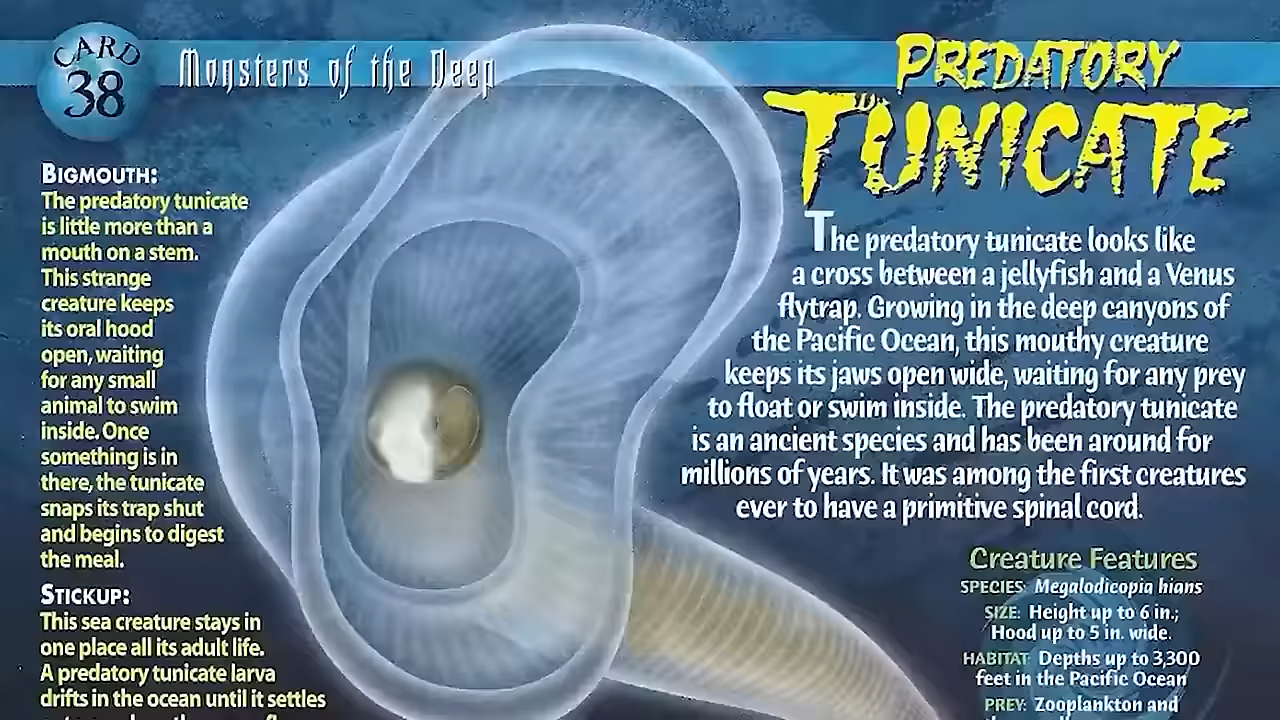 CARD
38
Monsters of the Deep
PREDATORY
TUNICATE
BIGMOUTH:
The predatory tunicate
is little more than a
mouth on a stem.
This strange
creature keeps
its oral hood
open, waiting
for any small
animal to swim
inside. Once
something is in
there, the tunicate
snaps its trap shut
and begins to digest
the meal.
STICKUP:
This sea creature stays in
one place all its adult life.
A predatory tunicate larva
drifts in the ocean until it settles
The predatory tunicate looks like
a cross between a jellyfish and a Venus
flytrap. Growing in the deep canyons of
the Pacific Ocean, this mouthy creature
keeps its jaws open wide, waiting for any prey
to float or swim inside. The predatory tunicate
is an ancient species and has been around for
millions of years. It was among the first creatures
ever to have a primitive spinal cord.
Creature Features
SPECIES: Megalodicopia hians
SIZE: Height up to 6 in.;
Hood up to 5 in. wide.
HABITAT: Depths up to 3,300
feet in the Pacific Ocean
PREY: Zooplankton and